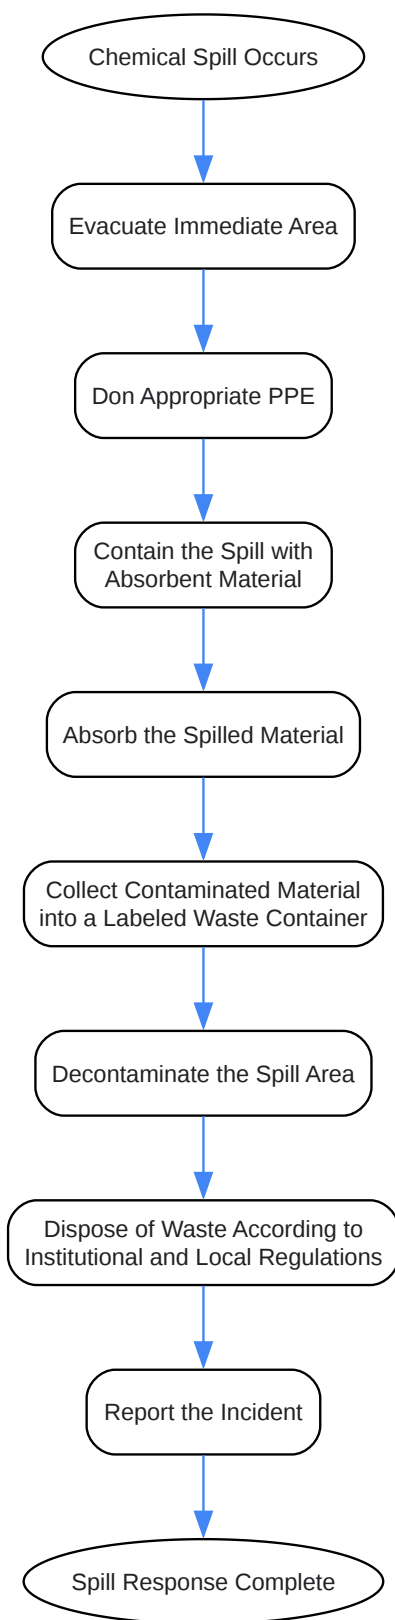 Chemical Spill Occurs
Evacuate Immediate Area
Don Appropriate PPE
Contain the Spill with
Absorbent Material
Absorb the Spilled Material
Collect Contaminated Material
into a Labeled Waste Container
Decontaminate the Spill Area
Dispose of Waste According to
Institutional and Local Regulations
Report the Incident
Spill Response Complete